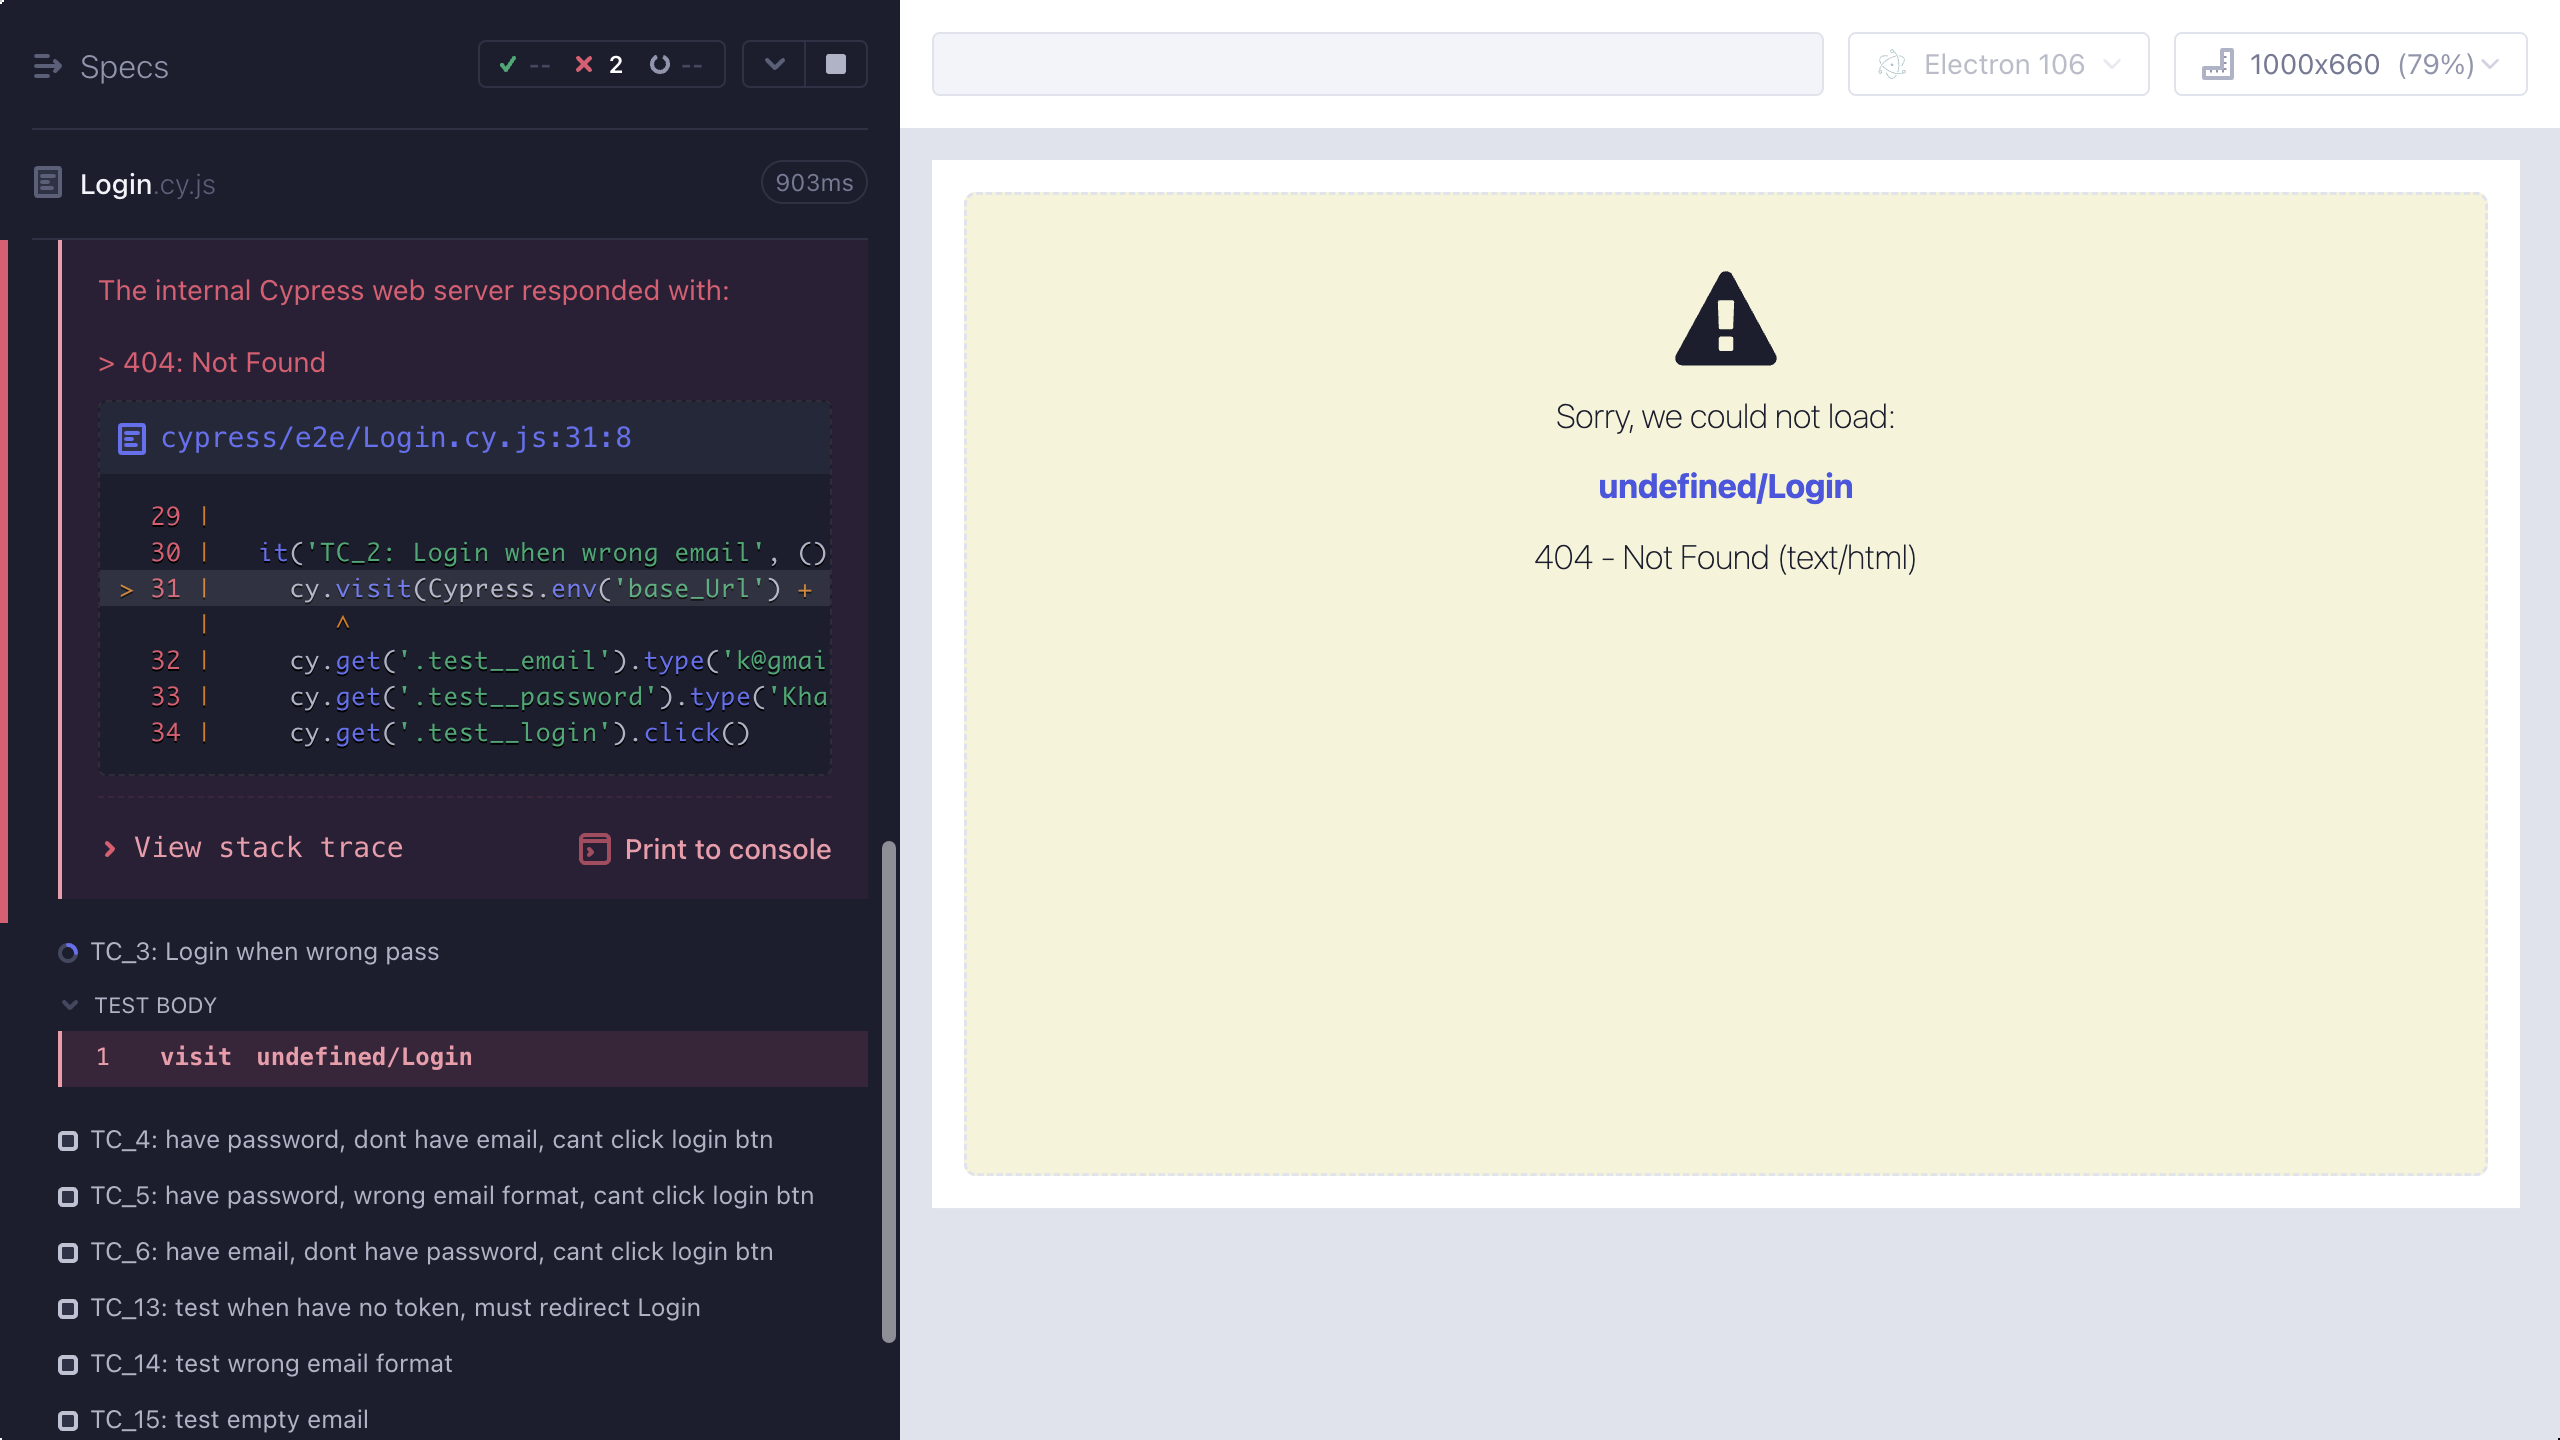 Specs
-- 2 --
Login.cy.js
903ms
The internal Cypress web server responded with:
> 404: Not Found
cypress/e2e/Login.cy.js:31:8
29 |
30 | it('TC_2: Login when wrong email', ()
> 31 | cy.visit(Cypress.env('base_Url') +
| ^
32 | cy.get('.test__email').type('k@gmai
33 | cy.get('.test__password').type('Kha
34 | cy.get('.test__login').click()
View stack trace
Print to console
TC_3: Login when wrong pass
TEST BODY
1 visit undefined/Login
TC_4: have password, dont have email, cant click login btn
TC_5: have password, wrong email format, cant click login btn
TC_6: have email, dont have password, cant click login btn
TC_13: test when have no token, must redirect Login
TC_14: test wrong email format
TC_15: test empty email
Electron 106
1000x660 (79%)
Sorry, we could not load:
undefined/Login
404 - Not Found (text/html)